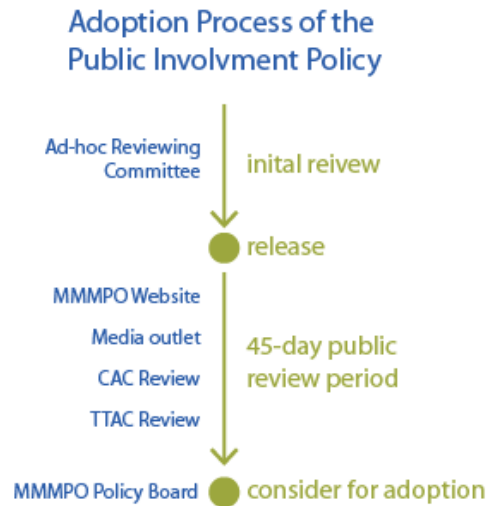 Adoption Process of the
Public Involvment Policy
Ad-hoc Reviewing
Committee
inital reivew
release
MMMPO Website
Media outlet
CAC Review
TTAC Review
45-day public
review period
MMMPO Policy Board
consider for adoption